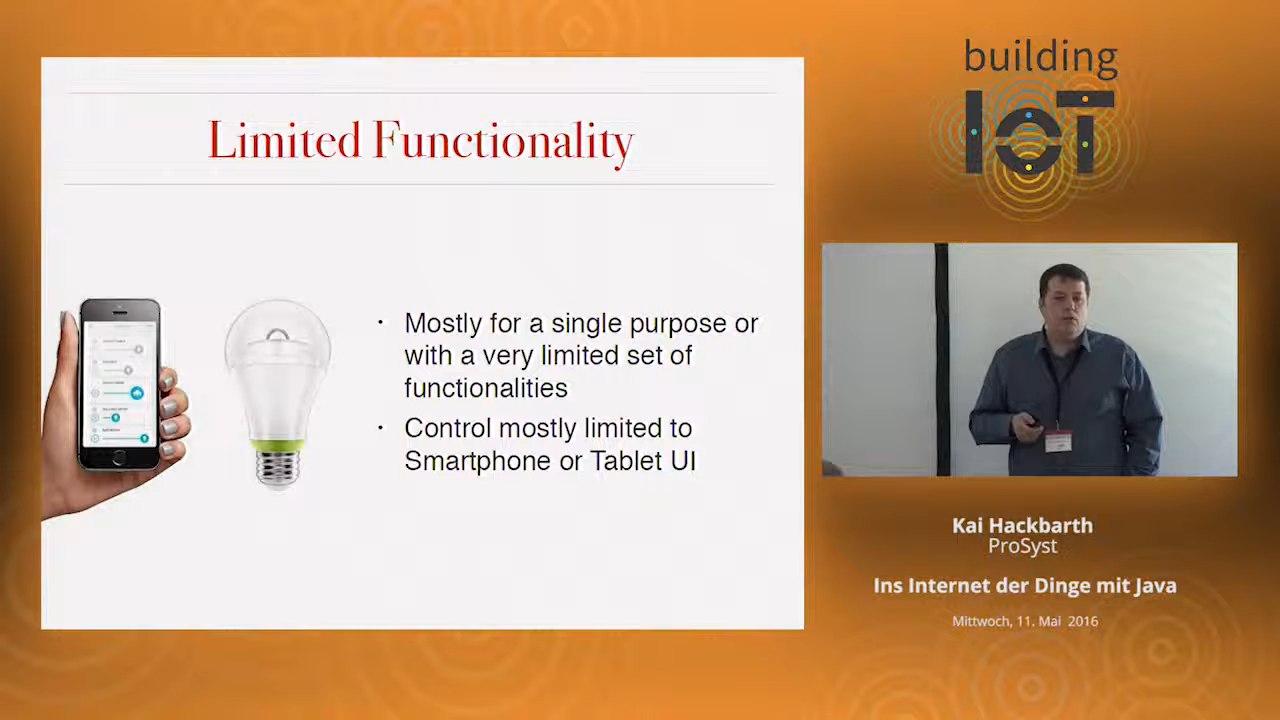 building
IoT
Limited Functionality
· Mostly for a single purpose or
with a very limited set of
functionalities
· Control mostly limited to
Smartphone or Tablet UI
Kai Hackbarth
ProSyst
Ins Internet der Dinge mit Java
Mittwoch, 11. Mai 2016